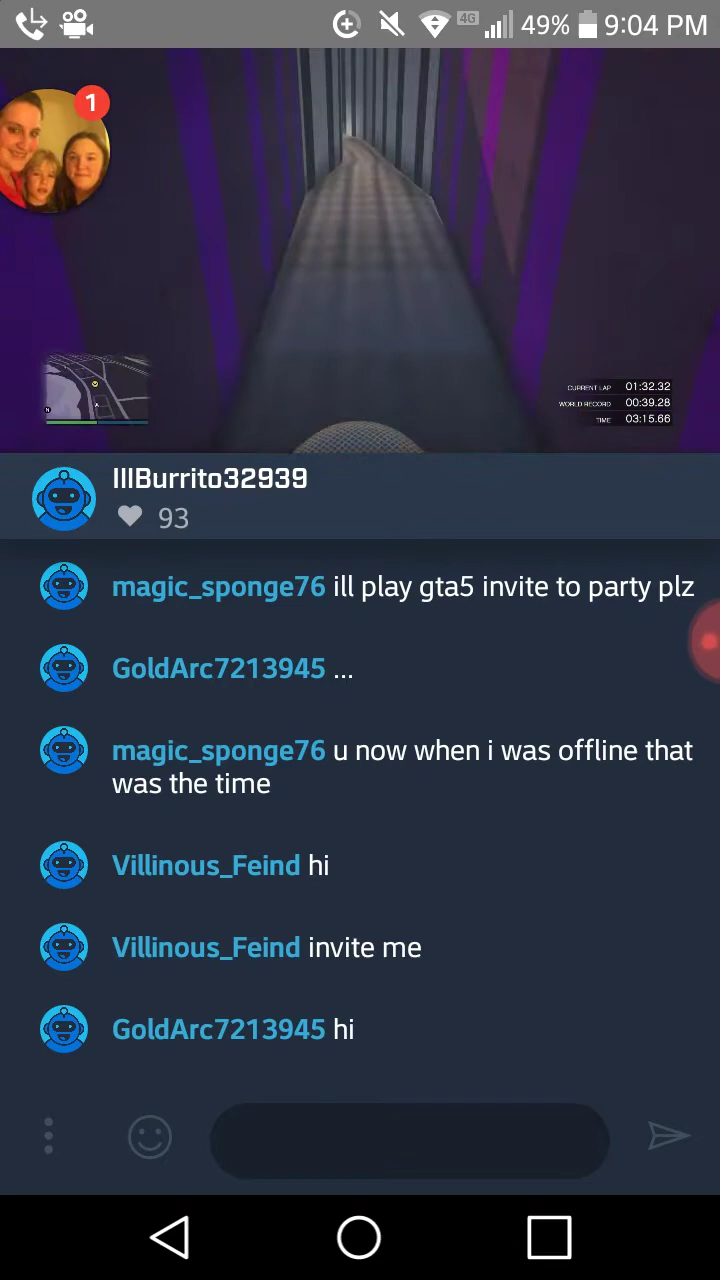 4G 49% 9:04 PM
1
CURRENT LAP 01:32.32
WORLD RECORD 00:39.28
TIME 03:15.66
N
A
IIIBurrito32939
93
magic_sponge76 ill play gta5 invite to party plz
GoldArc7213945 ...
magic_sponge76 u now when i was offline that
was the time
Villinous_Feind hi
Villinous_Feind invite me
GoldArc7213945 hi